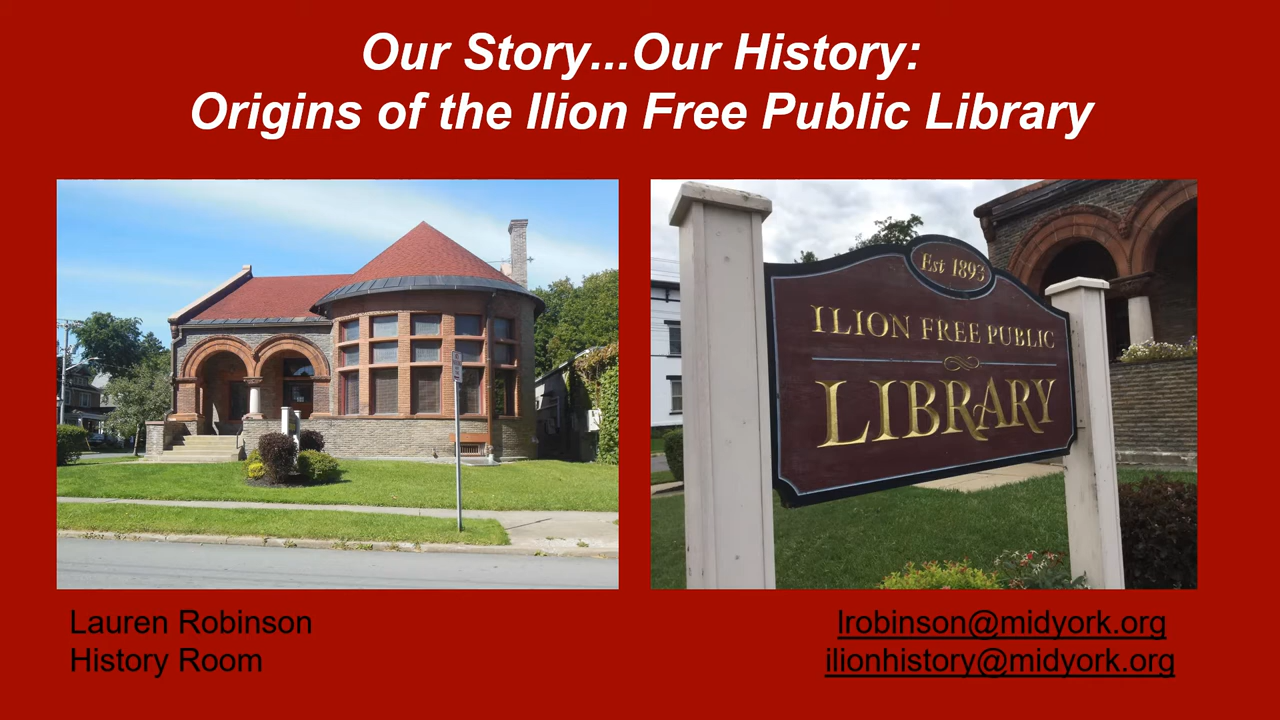 Our Story...Our History:
Origins of the Ilion Free Public Library
Est 1893
ILION FREE PUBLIC
LIBRARY
Lauren Robinson
History Room
lrobinson@midyork.org
ilionhistory@midyork.org